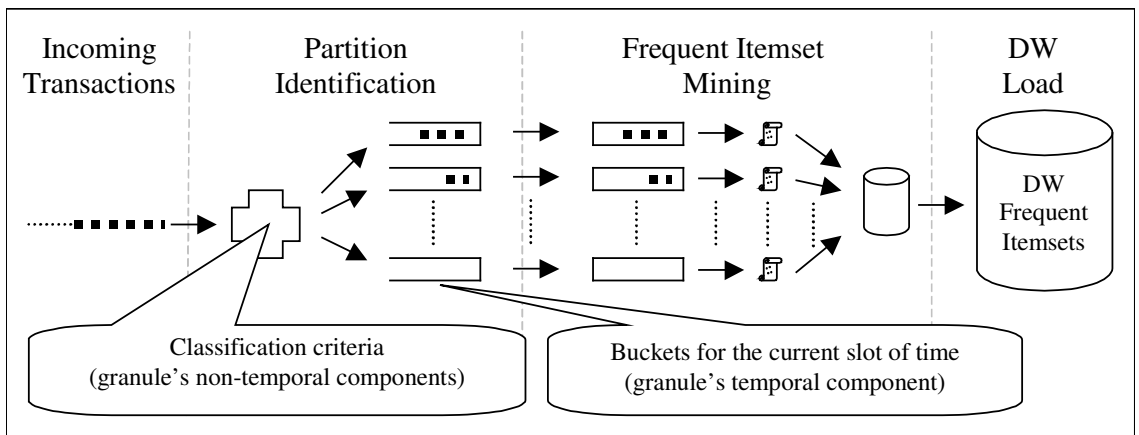 Incoming
Transactions
Partition
Identification
Frequent Itemset
Mining
DW
Load
DW
Frequent
Itemsets
Classification criteria
(granule's non-temporal components)
Buckets for the current slot of time
(granule's temporal component)